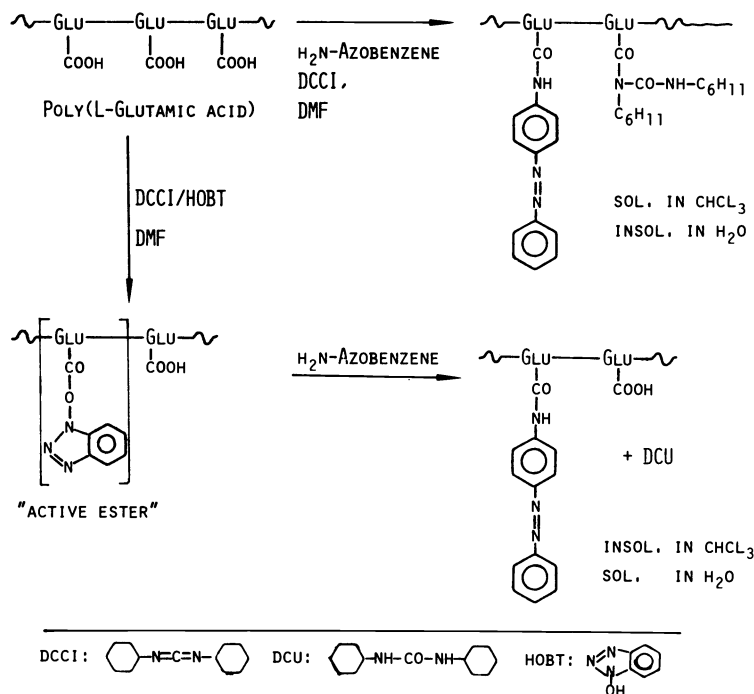 GLU GLU GLU
COOH COOH COOH
POLY(L-GLUTAMIC ACID)
H2N-AZOBENZENE
DCCI,
DMF
GLU GLU
CO CO
NH N-CO-NH-C6H11
C6H11
N
N
SOL. IN CHCL3
INSOL. IN H2O
DCCI/HOBT
DMF
GLU GLU
CO COOH
O
N
N
N
"ACTIVE ESTER"
H2N-AZOBENZENE
GLU GLU
CO COOH
NH
+ DCU
N
N
INSOL. IN CHCL3
SOL. IN H2O
DCCI: N=C=N DCU: NH-CO-NH HOBT: N N N OH